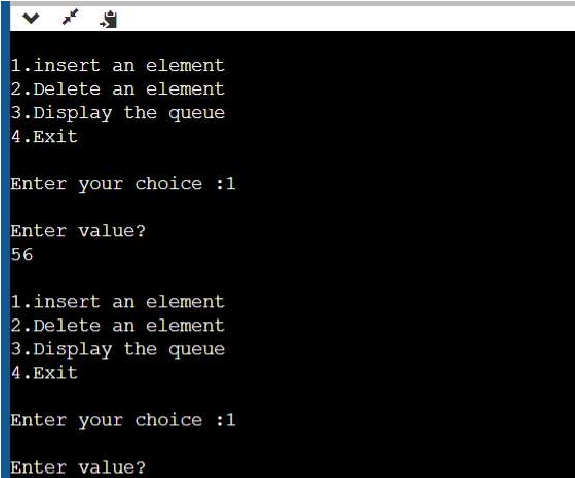 1.insert an element
2.Delete an element
3.Display the queue
4.Exit
Enter your choice :1
Enter value?
56
1.insert an element
2.Delete an element
3.Display the queue
4.Exit
Enter your choice :1
Enter value?